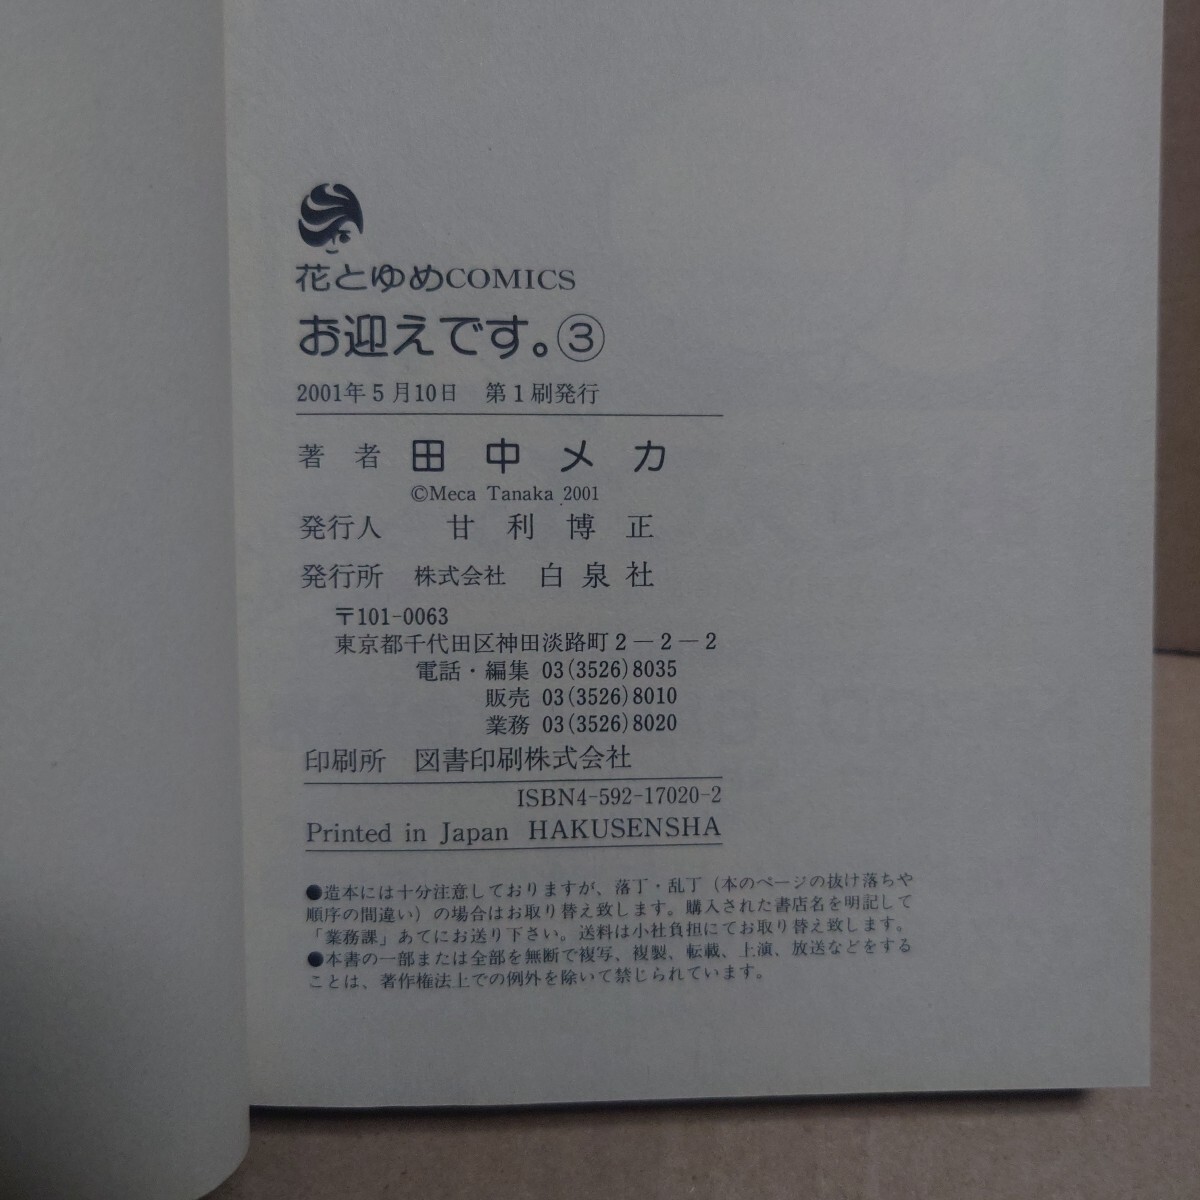 花とゆめCOMICS
お迎えです。③
2001年5月10日 第1刷発行
著者 田中メカ
©Meca Tanaka 2001
発行人 甘利博正
発行所 株式会社 白泉社
〒101-0063
東京都千代田区神田淡路町2-2-2
電話・編集 03(3526)8035
販売 03(3526)8010
業務 03(3526)8020
印刷所 図書印刷株式会社
ISBN4-592-17020-2
Printed in Japan HAKUSENSHA
●造本には十分注意しておりますが、落丁・乱丁(本のページの抜け落ちや
順序の間違い)の場合はお取り替え致します。購入された書店名を明記して
「業務課」あてにお送り下さい。送料は小社負担にてお取り替え致します。
●本書の一部または全部を無断で複写、複製、転載、上演、放送などをする
ことは、著作権法上での例外を除いて禁じられています。